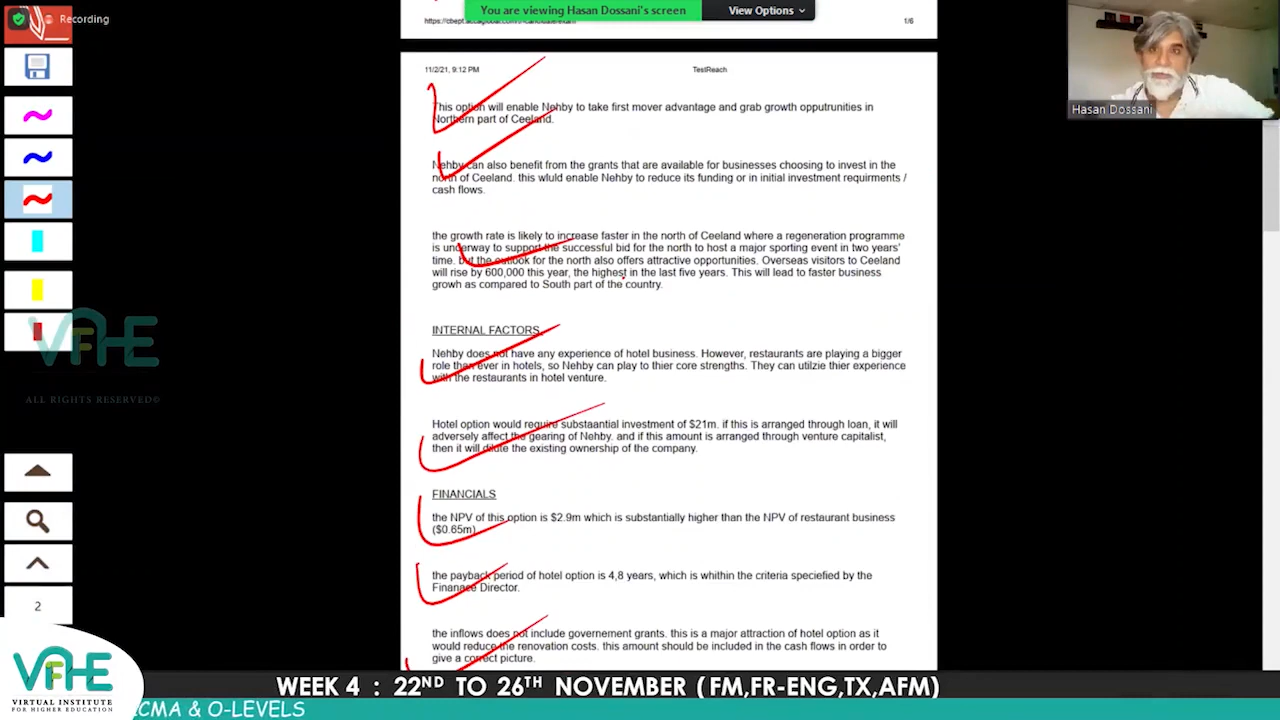 You are viewing Hasan Dossani's screen
View Options
Recording
1/6
Hasan Dossani
11/2/21, 9:12 PM
TestReach
This option will enable Nehby to take first mover advantage and grab growth opputrunities in
Northern part of Ceeland.
Nehby can also benefit from the grants that are available for businesses choosing to invest in the
north of Ceeland. this wluld enable Nehby to reduce its funding or in initial investment requirments /
cash flows.
the growth rate is likely to increase faster in the north of Ceeland where a regeneration programme
is underway to support the successful bid for the north to host a major sporting event in two years'
time. but the outlook for the north also offers attractive opportunities. Overseas visitors to Ceeland
will rise by 600,000 this year, the highest in the last five years. This will lead to faster business
growh as compared to South part of the country.
INTERNAL FACTORS
Nehby does not have any experience of hotel business. However, restaurants are playing a bigger
role than ever in hotels, so Nehby can play to thier core strengths. They can utilzie thier experience
with the restaurants in hotel venture.
Hotel option would require substaantial investment of $21m. if this is arranged through loan, it will
adversely affect the gearing of Nehby. and if this amount is arranged through venture capitalist,
then it will dilute the existing ownership of the company.
FINANCIALS
the NPV of this option is $2.9m which is substantially higher than the NPV of restaurant business
($0.65m)
the payback period of hotel option is 4,8 years, which is whithin the criteria speciefied by the
Finanace Director.
the inflows does not include governement grants. this is a major attraction of hotel option as it
would reduce the renovation costs. this amount should be included in the cash flows in order to
give a correct picture.
VFHE
ALL RIGHTS RESERVED©
2
VFHE
VIRTUAL INSTITUTE
FOR HIGHER EDUCATION
WEEK 4 : 22ND TO 26TH NOVEMBER (FM,FR-ENG,TX,AFM)
CMA & O-LEVELS